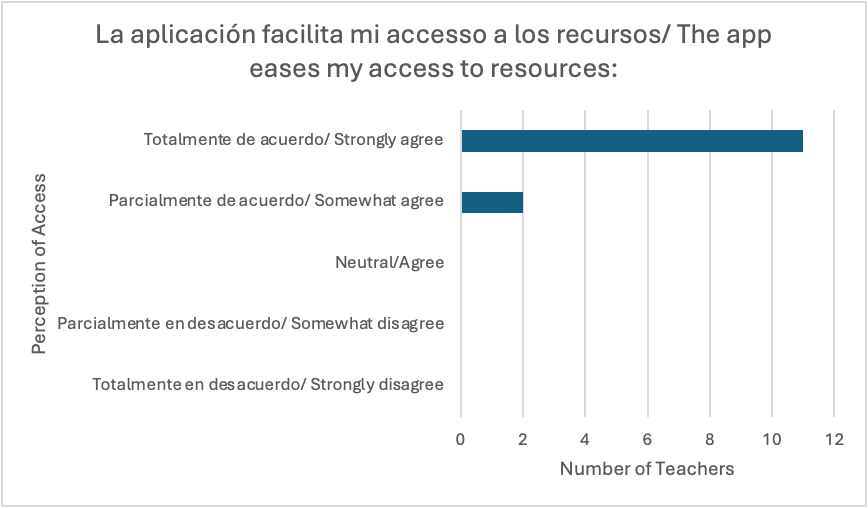 La aplicación facilita mi accesso a los recursos/ The app
eases my access to resources:
Perception of Access
Totalmente de acuerdo/ Strongly agree
Parcialmente de acuerdo/ Somewhat agree
Neutral/Agree
Parcialmente en desacuerdo/ Somewhat disagree
Totalmente en desacuerdo/ Strongly disagree
0 2 4 6 8 10 12
Number of Teachers